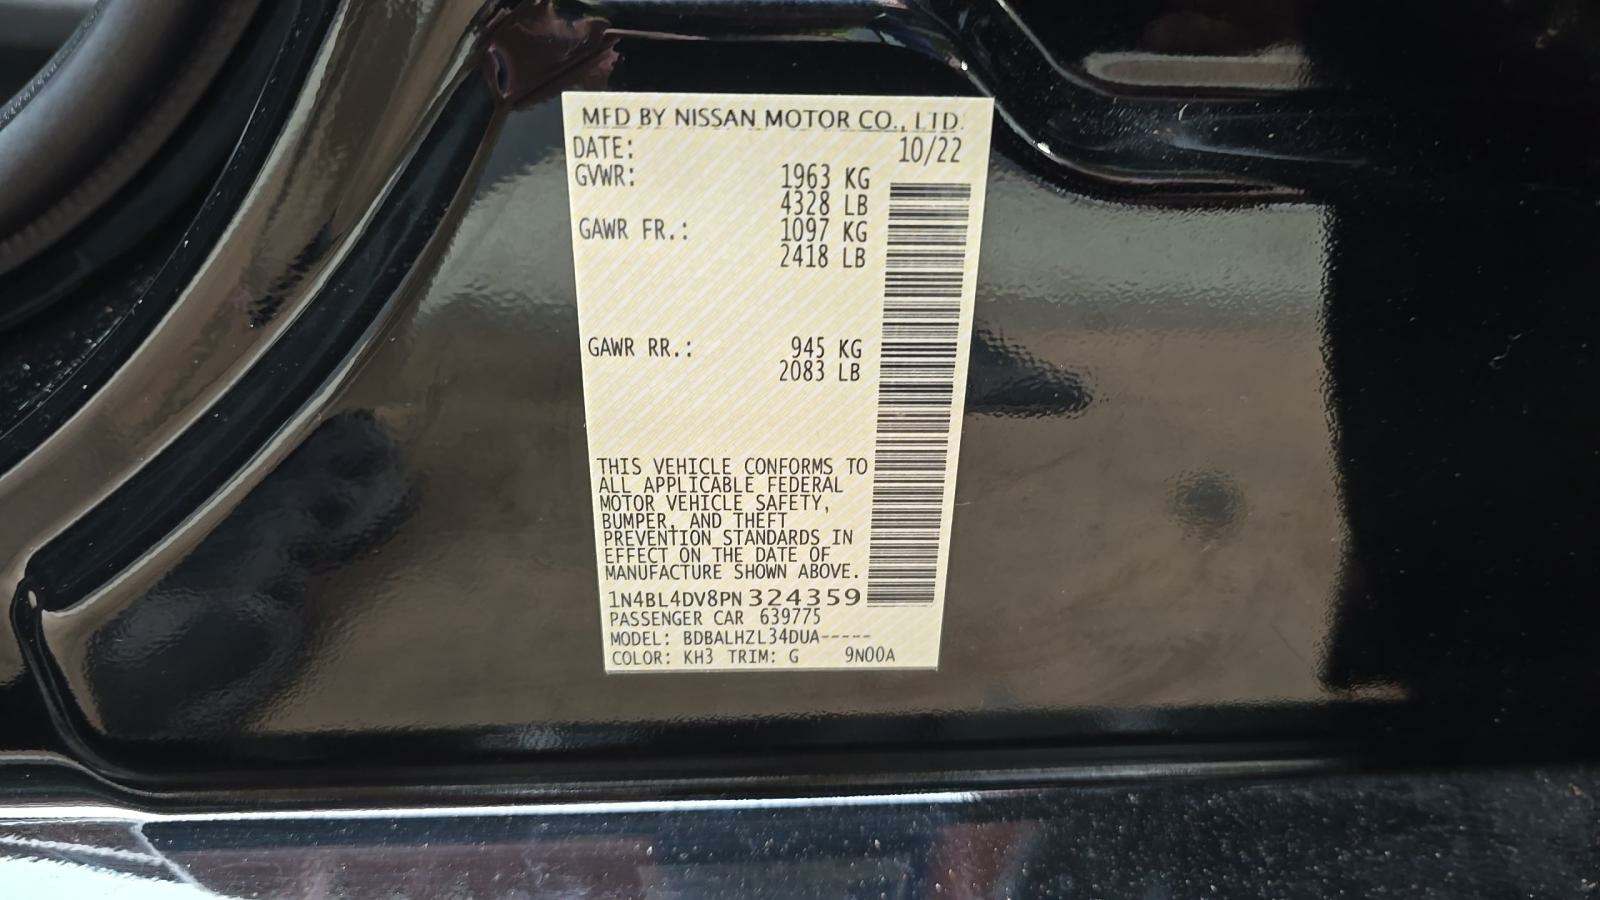 MFD BY NISSAN MOTOR CO., LTD.
DATE: 10/22
GVWR: 1963 KG
4328 LB
GAWR FR.: 1097 KG
2418 LB
GAWR RR.: 945 KG
2083 LB
THIS VEHICLE CONFORMS TO
ALL APPLICABLE FEDERAL
MOTOR VEHICLE SAFETY,
BUMPER, AND THEFT
PREVENTION STANDARDS IN
EFFECT ON THE DATE OF
MANUFACTURE SHOWN ABOVE.
1N4BL4DV8PN 324359
PASSENGER CAR 639775
MODEL: BDBALHZL34DUA-----
COLOR: KH3 TRIM: G 9N00A